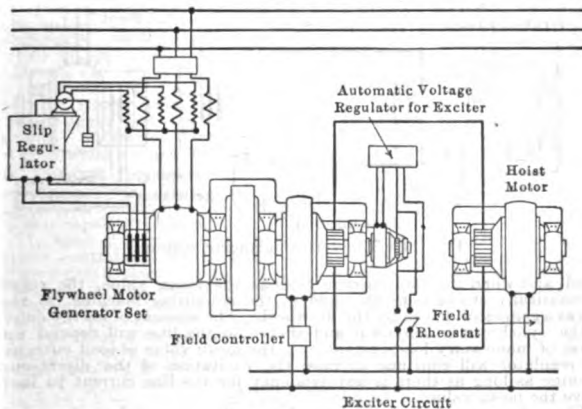 Automatic Voltage
Regulator for Exciter
Slip
Regu-
lator
Hoist
Motor
Flywheel Motor
Generator Set
Field Controller
Field
Rheostat
Exciter Circuit